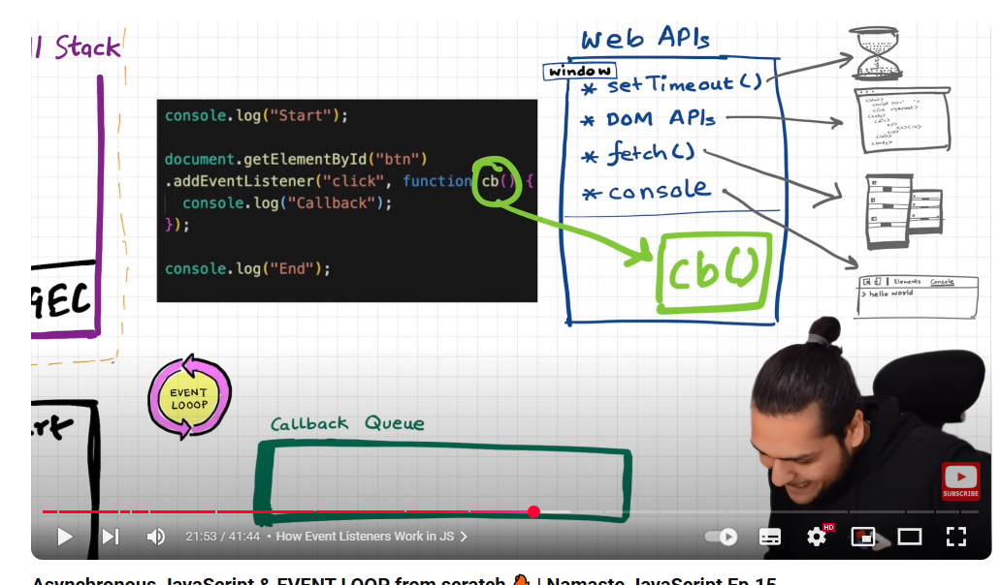 ll Stack
Web APIs
window
* setTimeout()
* DOM APIs
* fetch()
* console
console.log("Start");
document.getElementById("btn")
.addEventListener("click", function cb() {
console.log("Callback");
});
console.log("End");
cb()
Elements Console
> hello world
GEC
EVENT
LOOOP
Callback Queue
SUBSCRIBE
21:53 / 41:44 • How Event Listeners Work in JS >
HD
Asynchronous JavaScript & EVENT LOOP from scratch 🔥 | Namaste JavaScript Ep.15